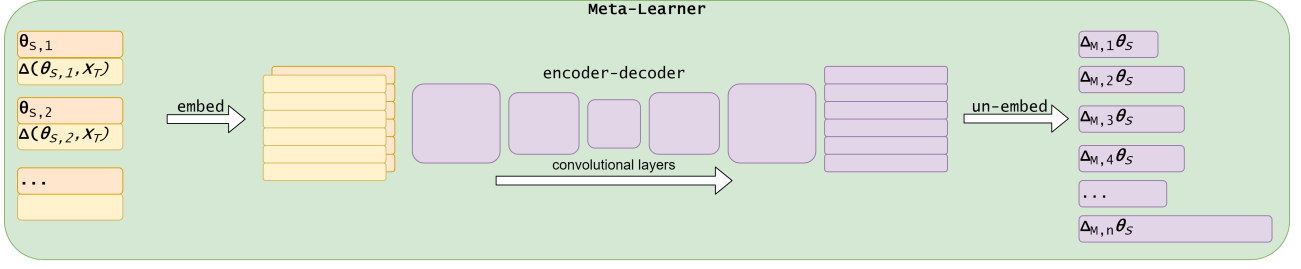 Meta-Learner
θS,1
Δ(θS,1,XT)
θS,2
Δ(θS,2,XT)
...
embed
encoder-decoder
convolutional layers
un-embed
ΔM,1θS
ΔM,2θS
ΔM,3θS
ΔM,4θS
...
ΔM,nθS